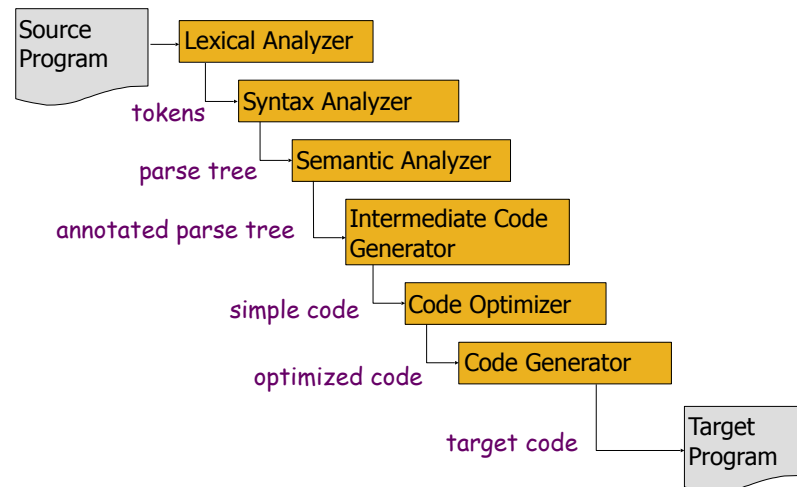 Source
Program
Lexical Analyzer
tokens
Syntax Analyzer
parse tree
Semantic Analyzer
annotated parse tree
Intermediate Code
Generator
simple code
Code Optimizer
optimized code
Code Generator
target code
Target
Program